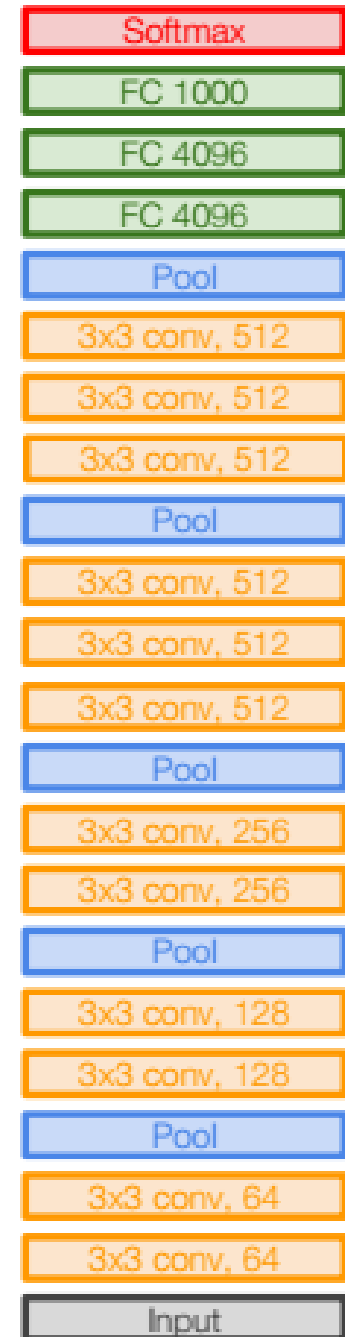 Softmax
FC 1000
FC 4096
FC 4096
Pool
3x3 conv, 512
3x3 conv, 512
3x3 conv, 512
Pool
3x3 conv, 512
3x3 conv, 512
3x3 conv, 512
Pool
3x3 conv, 256
3x3 conv, 256
Pool
3x3 conv, 128
3x3 conv, 128
Pool
3x3 conv, 64
3x3 conv, 64
Input